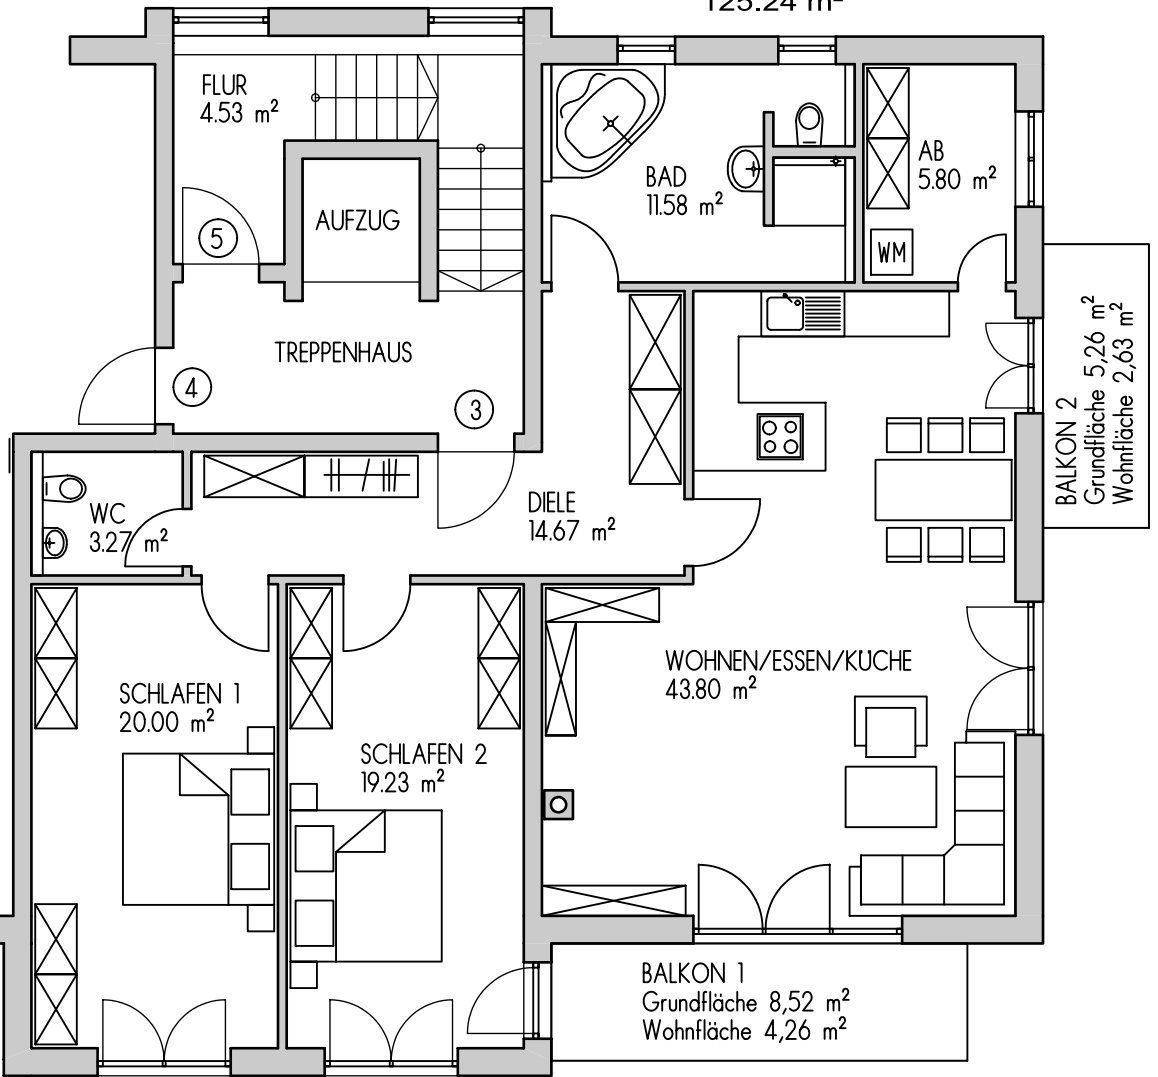 125.24 m²
FLUR
4.53 m²
AUFZUG
5
BAD
11.58 m²
AB
5.80 m²
WM
TREPPENHAUS
4
3
BALKON 2
Grundfläche 5,26 m²
Wohnfläche 2,63 m²
WC
3.27 m²
DIELE
14.67 m²
WOHNEN/ESSEN/KÜCHE
43.80 m²
SCHLAFEN 1
20.00 m²
SCHLAFEN 2
19.23 m²
BALKON 1
Grundfläche 8,52 m²
Wohnfläche 4,26 m²